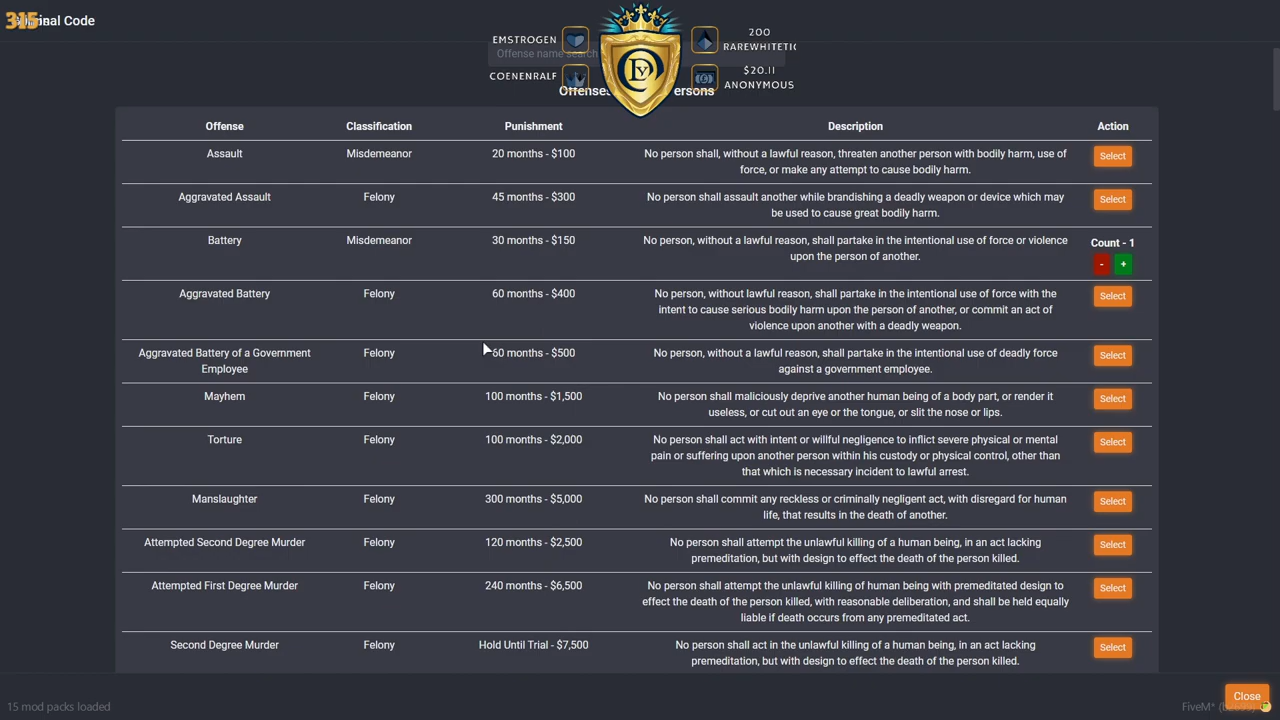 315
inal Code
EMSTROGEN
200
RAREWHITETIG
Offense name search
COENENRALF
DY
$20.11
ANONYMOUS
Offenses ersons
Offense Classification Punishment Description Action
Assault Misdemeanor 20 months - $100 No person shall, without a lawful reason, threaten another person with bodily harm, use of
force, or make any attempt to cause bodily harm.
Select
Aggravated Assault Felony 45 months - $300 No person shall assault another while brandishing a deadly weapon or device which may
be used to cause great bodily harm.
Select
Battery Misdemeanor 30 months - $150 No person, without a lawful reason, shall partake in the intentional use of force or violence
upon the person of another.
Count - 1
- +
Aggravated Battery Felony 60 months - $400 No person, without lawful reason, shall partake in the intentional use of force with the
intent to cause serious bodily harm upon the person of another, or commit an act of
violence upon another with a deadly weapon.
Select
Aggravated Battery of a Government
Employee
Felony 60 months - $500 No person, without a lawful reason, shall partake in the intentional use of deadly force
against a government employee.
Select
Mayhem Felony 100 months - $1,500 No person shall maliciously deprive another human being of a body part, or render it
useless, or cut out an eye or the tongue, or slit the nose or lips.
Select
Torture Felony 100 months - $2,000 No person shall act with intent or willful negligence to inflict severe physical or mental
pain or suffering upon another person within his custody or physical control, other than
that which is necessary incident to lawful arrest.
Select
Manslaughter Felony 300 months - $5,000 No person shall commit any reckless or criminally negligent act, with disregard for human
life, that results in the death of another.
Select
Attempted Second Degree Murder Felony 120 months - $2,500 No person shall attempt the unlawful killing of a human being, in an act lacking
premeditation, but with design to effect the death of the person killed.
Select
Attempted First Degree Murder Felony 240 months - $6,500 No person shall attempt the unlawful killing of human being with premeditated design to
effect the death of the person killed, with reasonable deliberation, and shall be held equally
liable if death occurs from any premeditated act.
Select
Second Degree Murder Felony Hold Until Trial - $7,500 No person shall act in the unlawful killing of a human being, in an act lacking
premeditation, but with design to effect the death of the person killed.
Select
Close
15 mod packs loaded
FiveM*